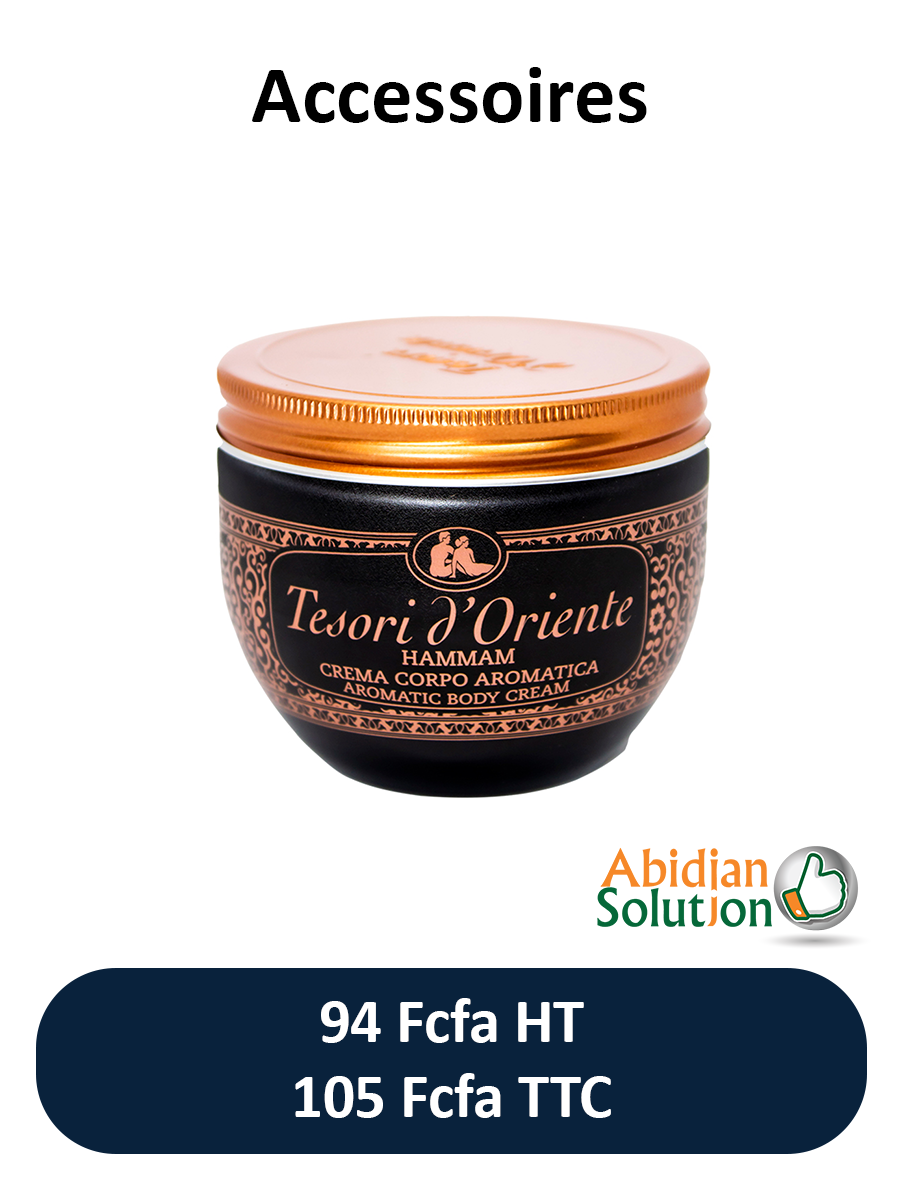 Accessoires
Tesori d'Oriente
HAMMAM
CREMA CORPO AROMATICA
AROMATIC BODY CREAM
Abidjan
Solution
94 Fcfa HT
105 Fcfa TTC